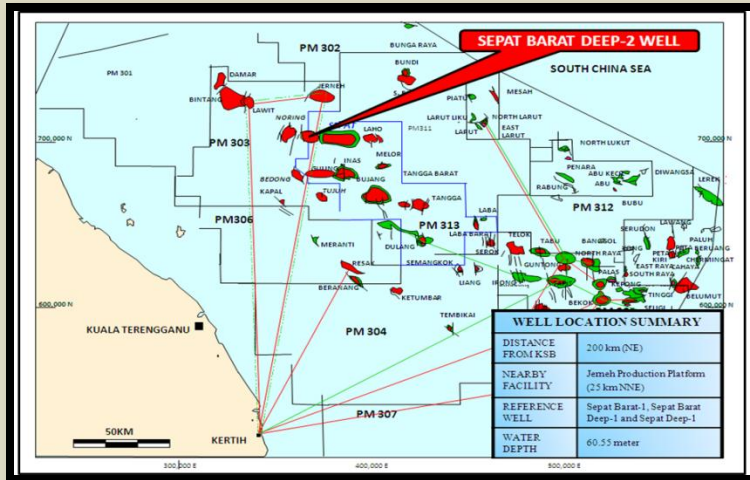 PM 302
BUNGA RAYA
SEPAT BARAT DEEP-2 WELL
SOUTH CHINA SEA
PM 301
DAMAR
BUNDI
JERNEH
BINTANG
LAWIT
PIATU
MESAH
NORING
LARUT LIKU
NORTH LARUT
EAST LARUT
LARUT
LAHO
PM311
700,000 N
700,000 N
PM 303
NORTH LUKUT
MELOR
INAS
PENARA
ABU KECIL
DIWANGSA
BEDONG
BUJANG
TANGGA BARAT
RABUNG
ABU
LEREK
KAPAL
TUJUH
TANGGA
BUBU
PM306
PM 312
LABA
PM 313
LAWANG
SERUDON
MERANTI
DULANG
LABA BARAT
TELOK
TABU
PALUH
RESAK
SEMANGKOK
SEROK
NORTH RAYA
KIRI
BERUANG
GUNTONG
EAST RAYA
CHERMINGAT
BERANANG
LIANG
IRONG
PALAS
SOUTH RAYA
KETUMBAR
TINGGI
BELUMUT
600,000 N
600,000 N
BEKOK
KUALA TERENGGANU
TEMBIKAI
PM 304
PM 307
50KM
KERTIH
300,000 E
400,000 E
500,000 E
WELL LOCATION SUMMARY
DISTANCE FROM KSB
200 km (NE)
NEARBY FACILITY
Jerneh Production Platform (25 km NNE)
REFERENCE WELL
Sepat Barat-1, Sepat Barat Deep-1 and Sepat Deep-1
WATER DEPTH
60.55 meter